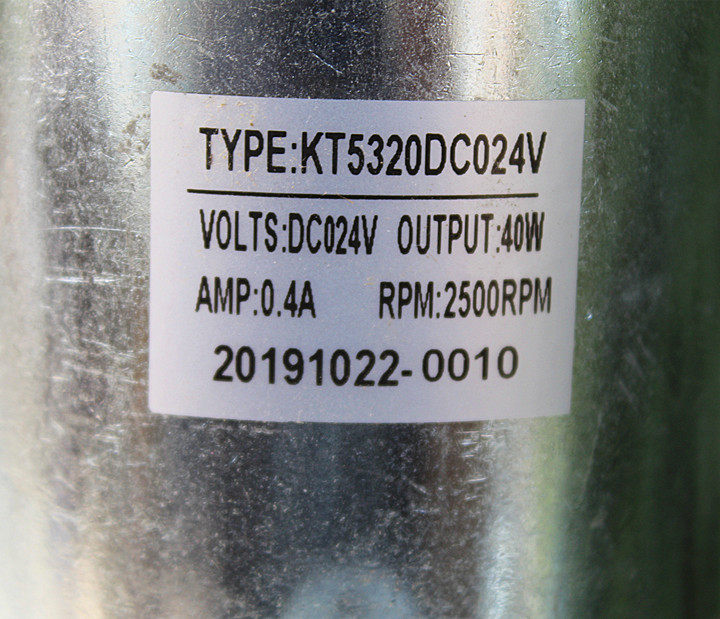 TYPE:KT5320DC024V
VOLTS:DC024V OUTPUT:40W
AMP:0.4A RPM:2500RPM
20191022-0010